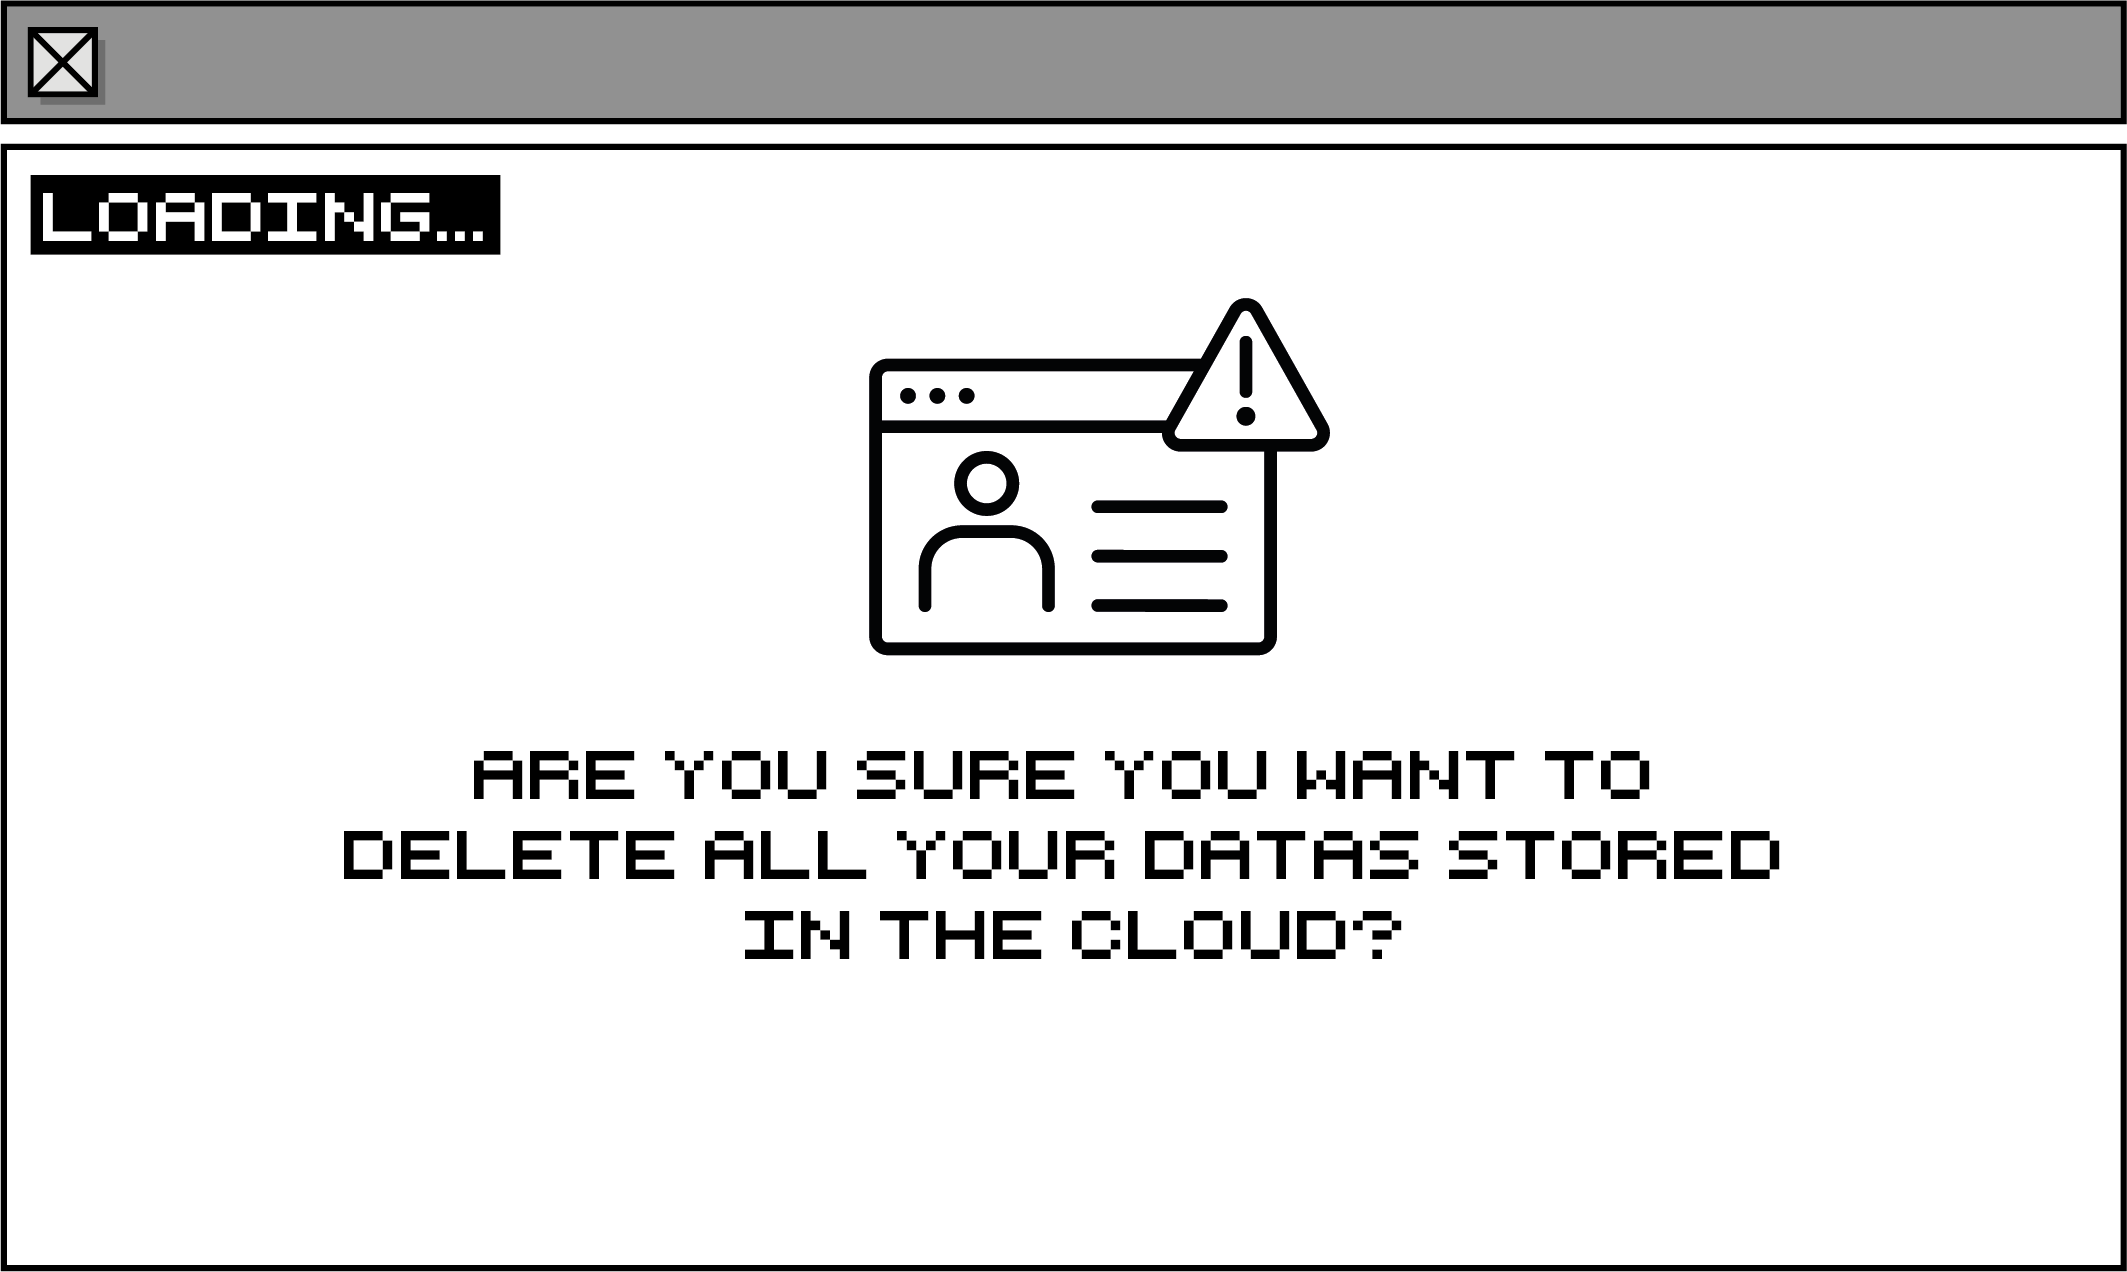 LOADING...
ARE YOU SURE YOU WANT TO
DELETE ALL YOUR DATAS STORED
IN THE CLOUD?